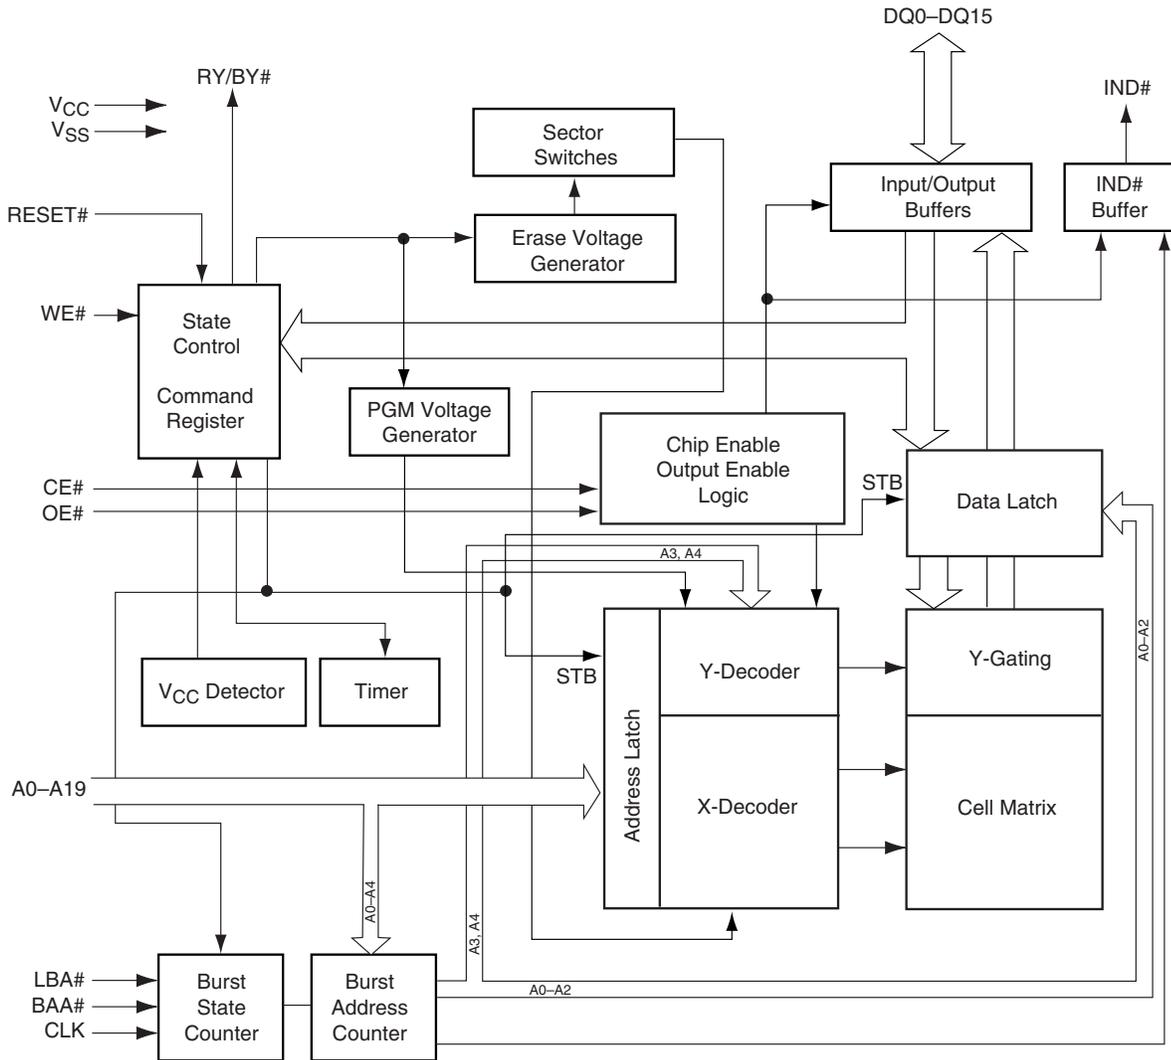 DQ0–DQ15
RY/BY#
IND#
VCC
VSS
Sector
Switches
Input/Output
Buffers
IND#
Buffer
RESET#
Erase Voltage
Generator
WE#
State
Control
Command
Register
PGM Voltage
Generator
Chip Enable
Output Enable
Logic
CE#
OE#
STB
Data Latch
A3, A4
A0–A2
STB
Y-Decoder
Y-Gating
VCC Detector
Timer
Address Latch
A0–A19
X-Decoder
Cell Matrix
A0–A4
A3, A4
LBA#
BAA#
CLK
Burst
State
Counter
Burst
Address
Counter
A0–A2